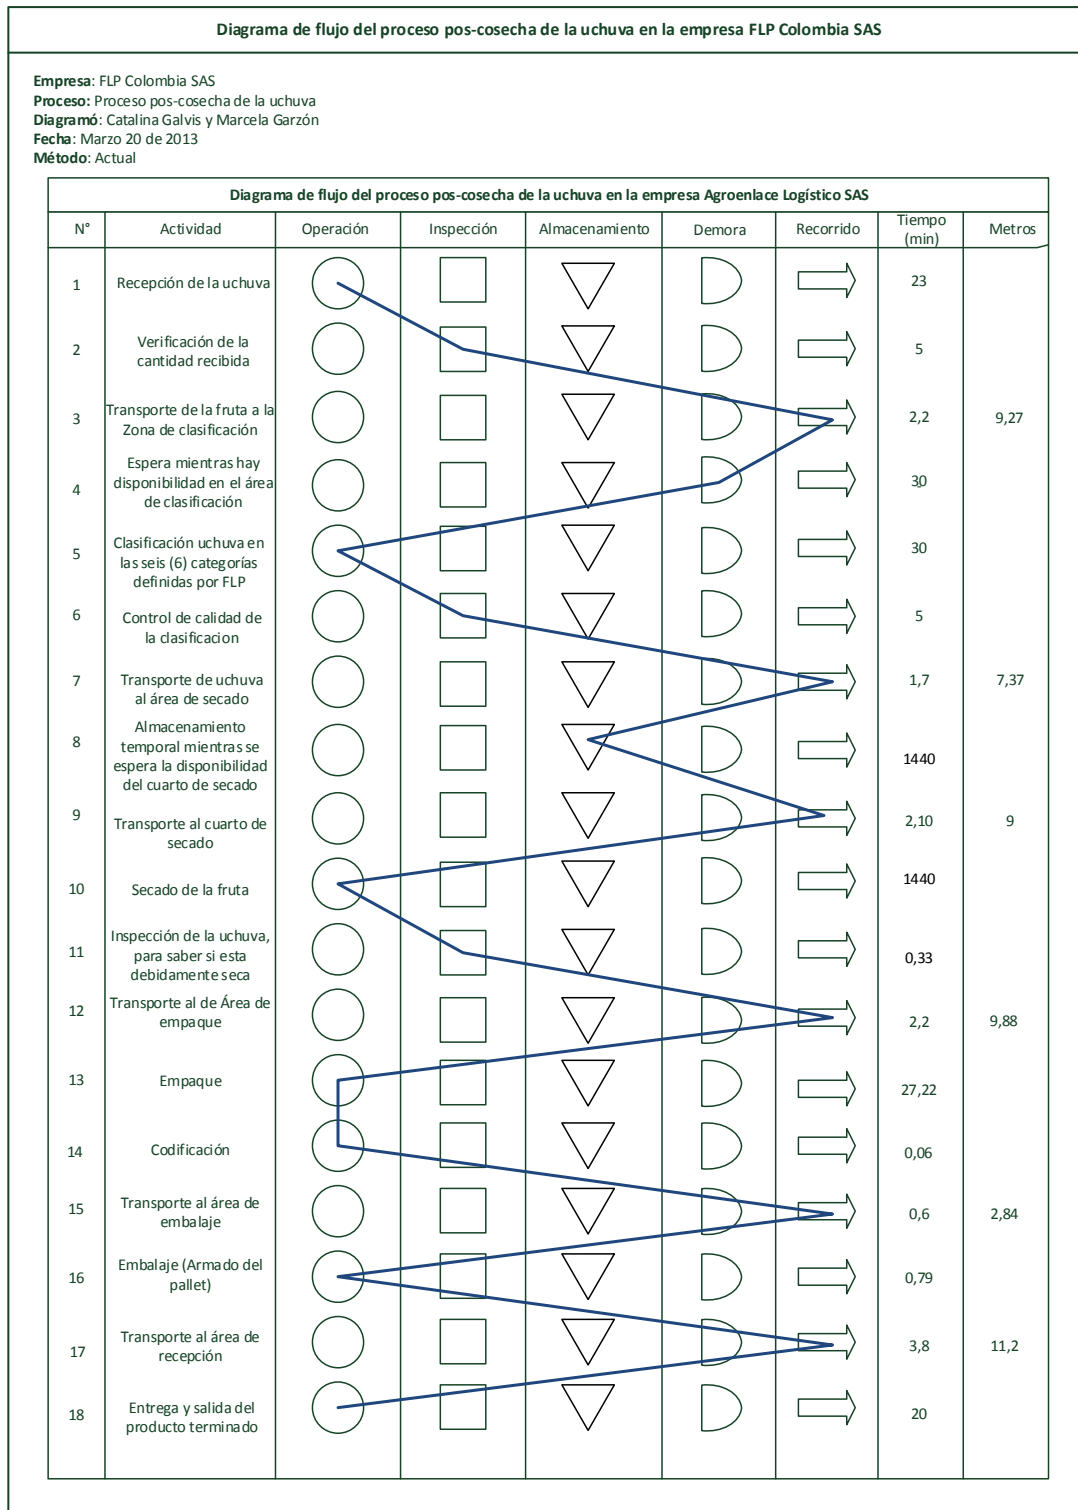 Diagrama de flujo del proceso pos-cosecha de la uchuva en la empresa FLP Colombia SAS
Empresa: FLP Colombia SAS
Proceso: Proceso pos-cosecha de la uchuva
Diagramó: Catalina Galvis y Marcela Garzón
Fecha: Marzo 20 de 2013
Método: Actual
Diagrama de flujo del proceso pos-cosecha de la uchuva en la empresa Agroenlace Logístico SAS
N° Actividad Operación Inspección Almacenamiento Demora Recorrido Tiempo (min) Metros
1 Recepción de la uchuva 23
2 Verificación de la
cantidad recibida 5
3 Transporte de la fruta a la
Zona de clasificación 2,2 9,27
4 Espera mientras hay
disponibilidad en el área
de clasificación 30
5 Clasificación uchuva en
las seis (6) categorías
definidas por FLP 30
6 Control de calidad de
la clasificacion 5
7 Transporte de uchuva
al área de secado 1,7 7,37
8 Almacenamiento
temporal mientras se
espera la disponibilidad
del cuarto de secado 1440
9 Transporte al cuarto de
secado 2,10 9
10 Secado de la fruta 1440
11 Inspección de la uchuva,
para saber si esta
debidamente seca 0,33
12 Transporte al de Área de
empaque 2,2 9,88
13 Empaque 27,22
14 Codificación 0,06
15 Transporte al área de
embalaje 0,6 2,84
16 Embalaje (Armado del
pallet) 0,79
17 Transporte al área de
recepción 3,8 11,2
18 Entrega y salida del
producto terminado 20